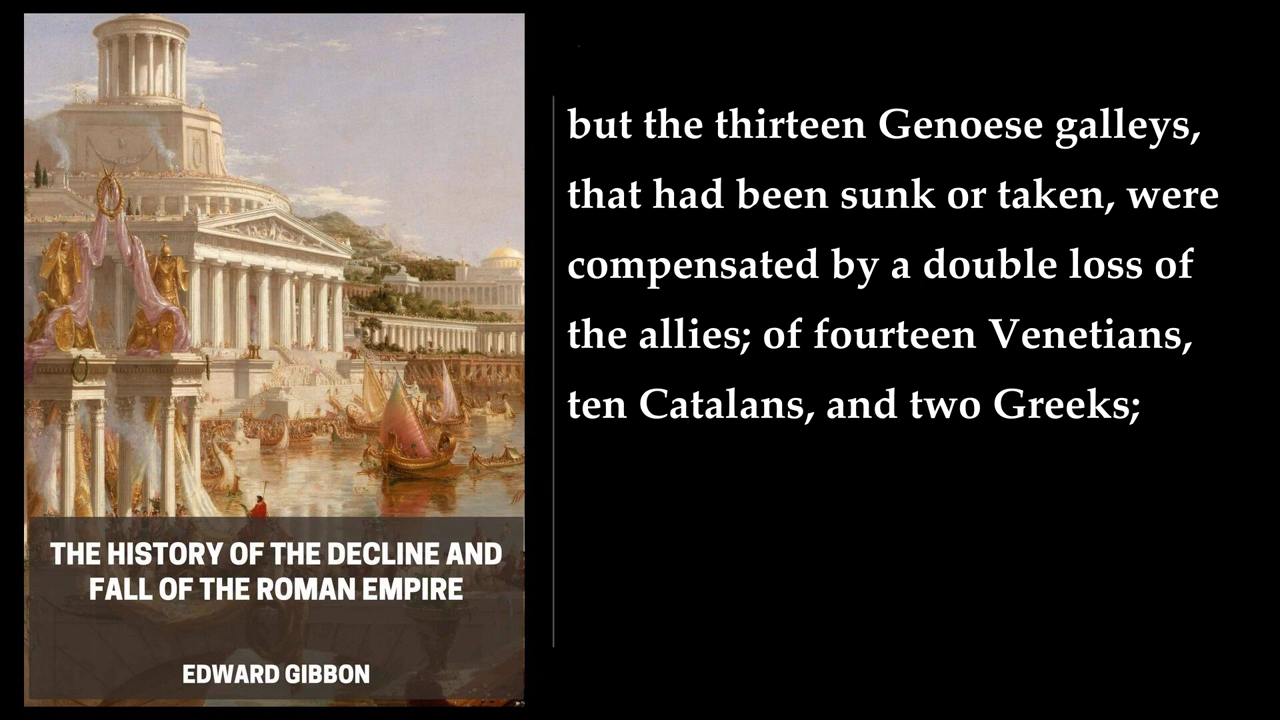 THE HISTORY OF THE DECLINE AND
FALL OF THE ROMAN EMPIRE
EDWARD GIBBON
but the thirteen Genoese galleys,
that had been sunk or taken, were
compensated by a double loss of
the allies; of fourteen Venetians,
ten Catalans, and two Greeks;